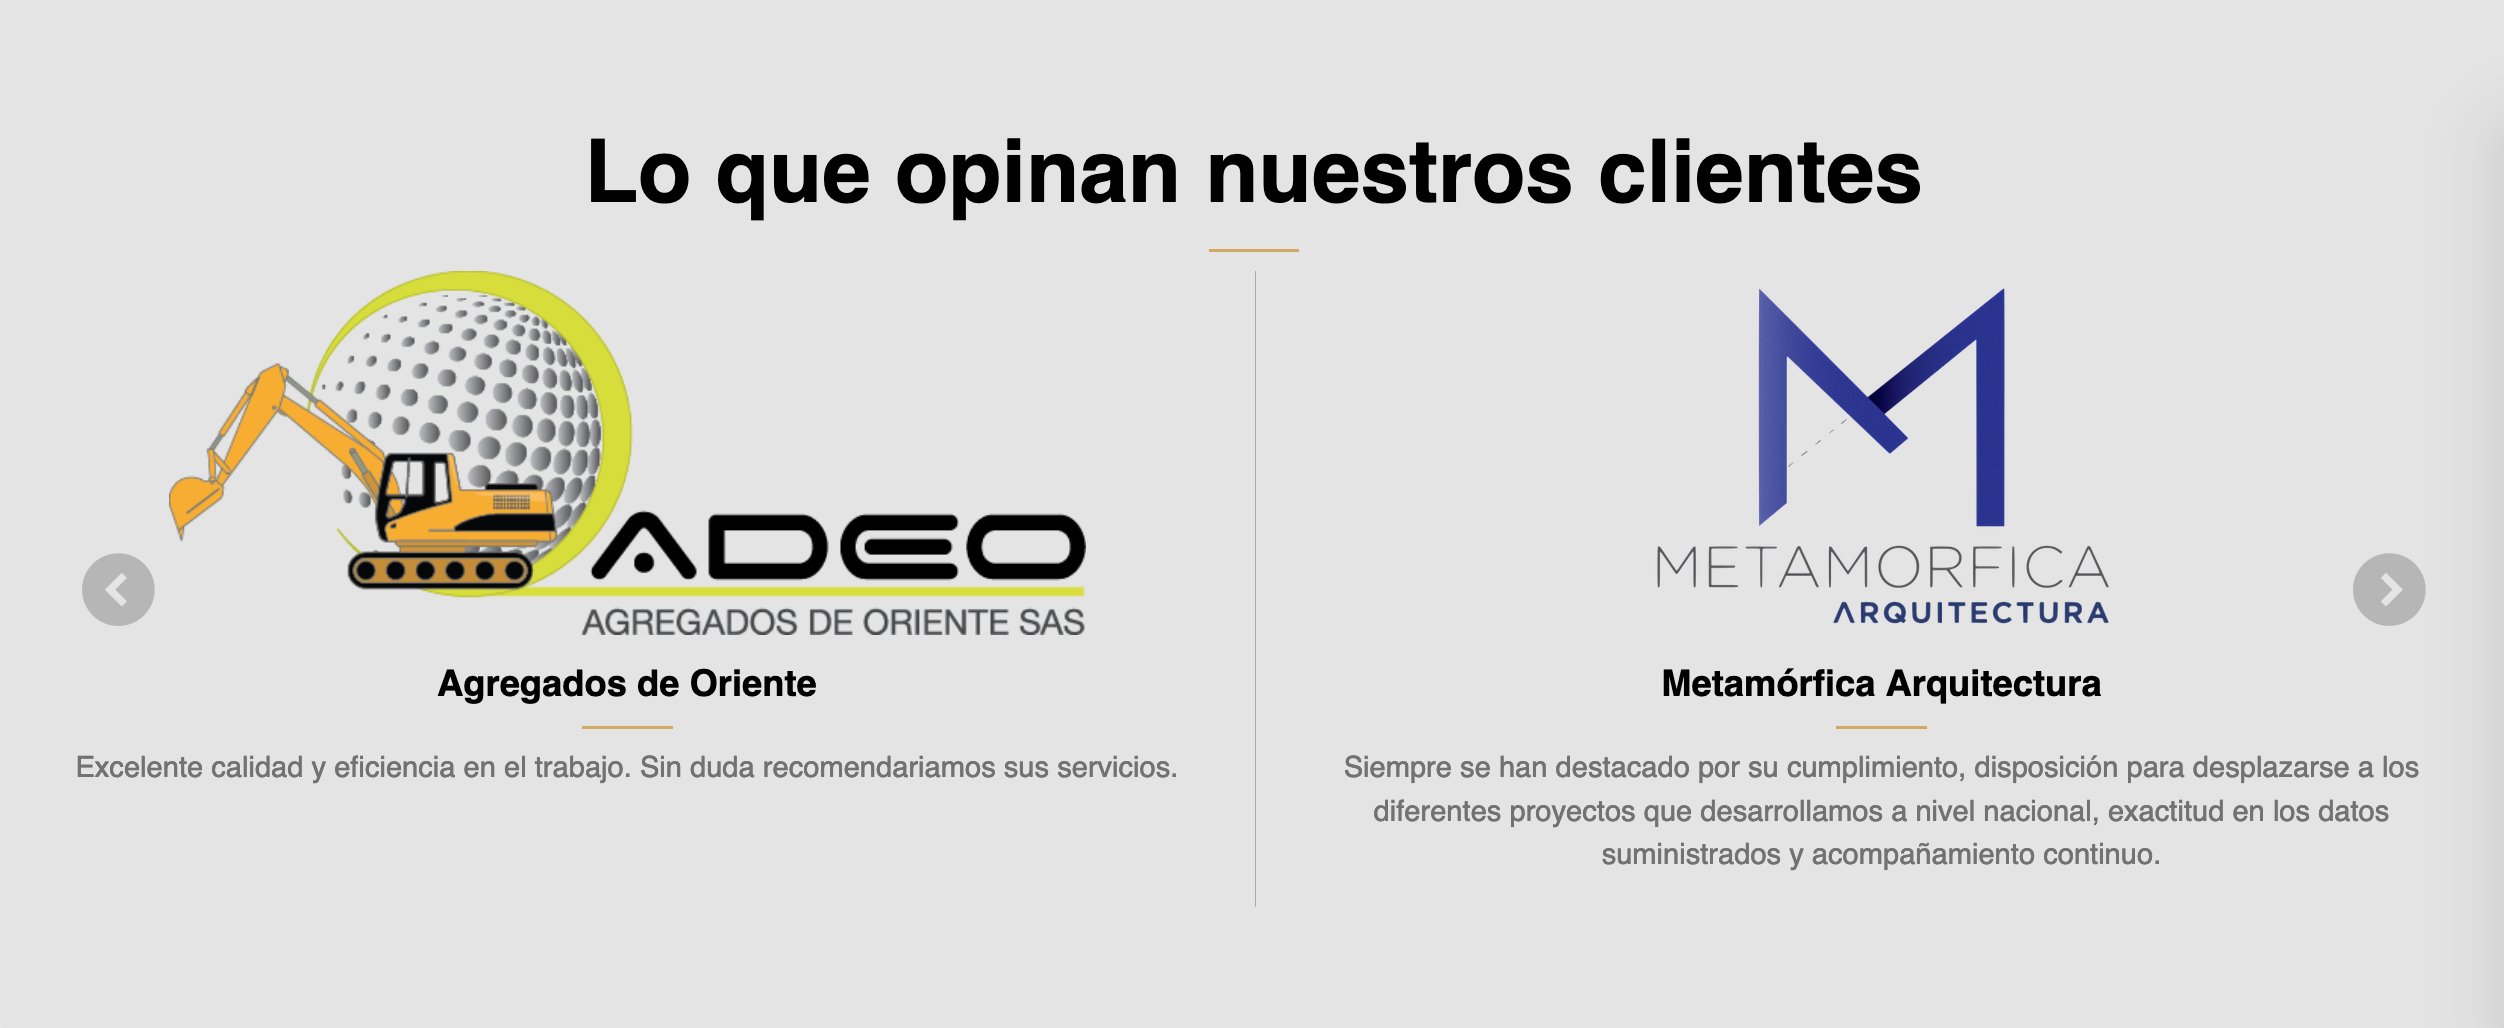 Lo que opinan nuestros clientes
ADEO
AGREGADOS DE ORIENTE SAS
Agregados de Oriente
Excelente calidad y eficiencia en el trabajo. Sin duda recomendariamos sus servicios.
METAMORFICA
ARQUITECTURA
Metamórfica Arquitectura
Siempre se han destacado por su cumplimiento, disposición para desplazarse a los
diferentes proyectos que desarrollamos a nivel nacional, exactitud en los datos
suministrados y acompañamiento continuo.